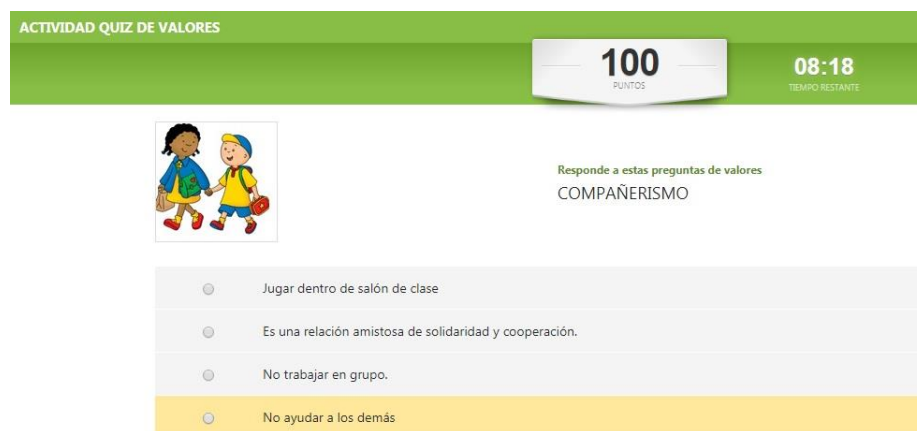 ACTIVIDAD QUIZ DE VALORES
100
PUNTOS
08:18
TIEMPO RESTANTE
Responde a estas preguntas de valores
COMPAÑERISMO
Jugar dentro de salón de clase
Es una relación amistosa de solidaridad y cooperación.
No trabajar en grupo.
No ayudar a los demás